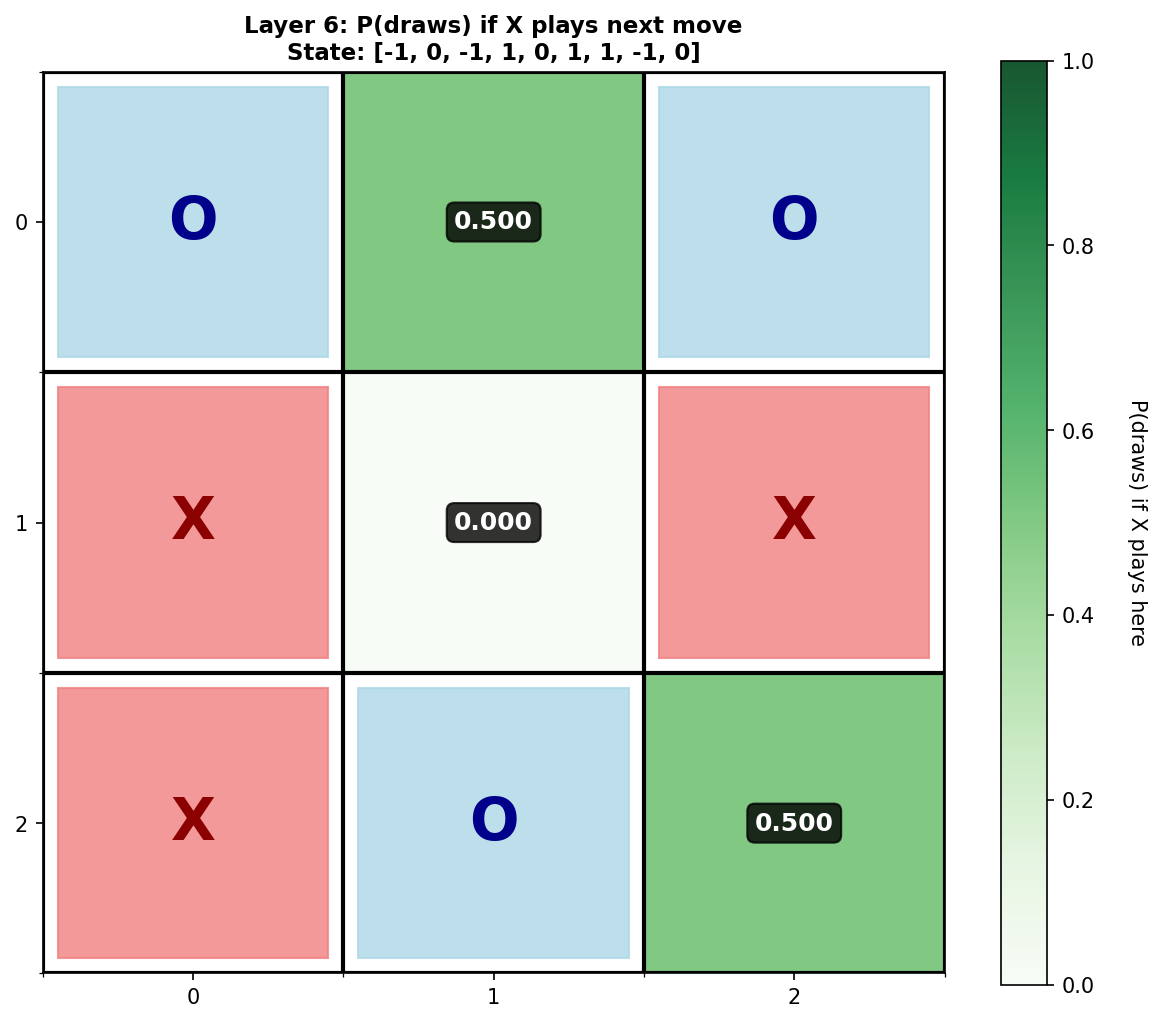 Layer 6: P(draws) if X plays next move
State: [-1, 0, -1, 1, 0, 1, 1, -1, 0]
0
O
0.500
O
1
X
0.000
X
2
X
O
0.500
0
1
2
1.0
0.8
0.6
0.4
0.2
0.0
P(draws) if X plays here